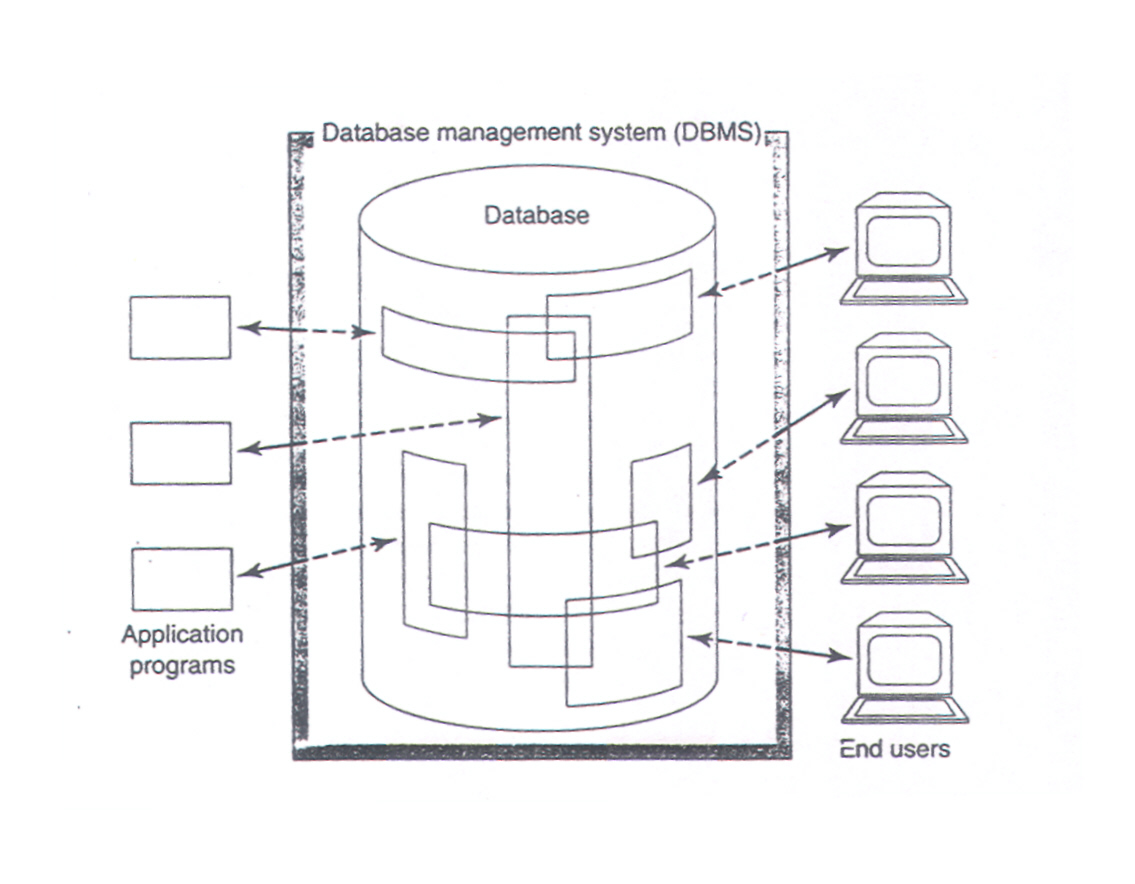 Database management system (DBMS)
Database
Application
programs
End users